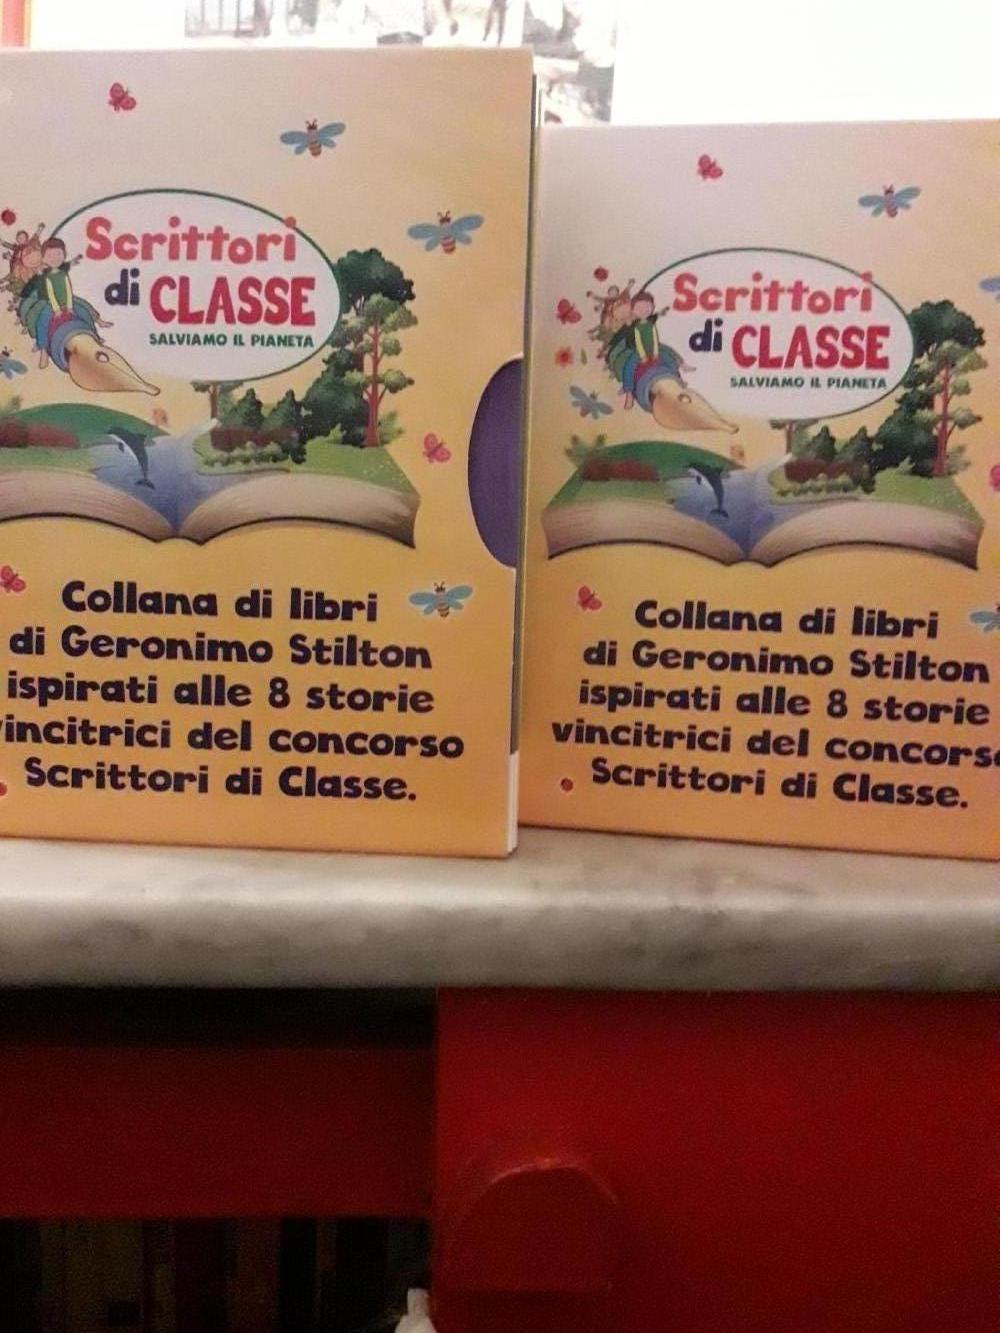 Scrittori
di CLASSE
SALVIAMO IL PIANETA
Collana di libri
di Geronimo Stilton
ispirati alle 8 storie
vincitrici del concorso
Scrittori di Classe.
Scrittori
di CLASSE
SALVIAMO IL PIANETA
Collana di libri
di Geronimo Stilton
ispirati alle 8 storie
vincitrici del concorso
Scrittori di Classe.